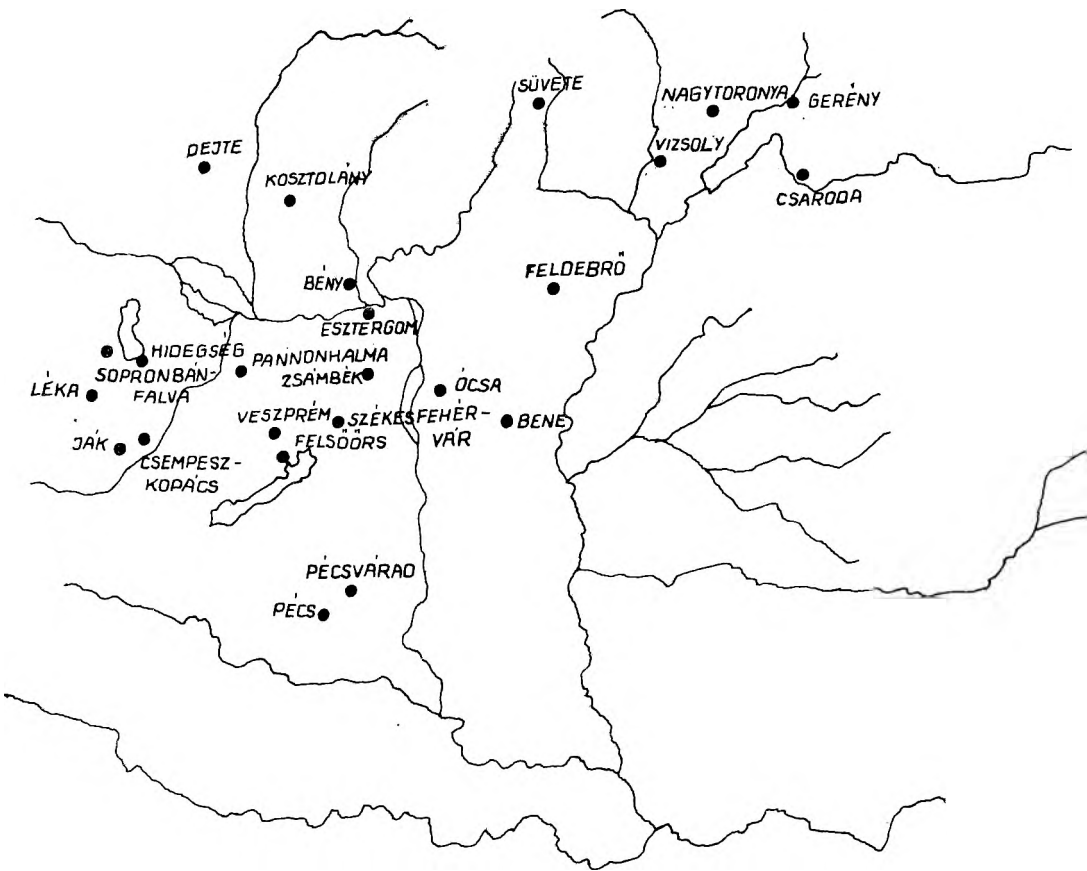 SÜVETE
NAGYTORONYA
GERÉNY
DEJTE
VIZSOLY
KOSZTOLÁNY
CSARODA
FELDEBRŐ
BÉNY
ESZTERGOM
HIDEGSÉG
SOPRONBÁN-
FALVA
PANNONHALMA
ZSÁMBÉK
LÉKA
ÓCSA
VESZPRÉM
SZÉKESFEHÉR-
VÁR
BENE
FELSŐÖRS
JÁK
CSEMPESZ-
KOPÁCS
PÉCSVÁRAD
PÉCS